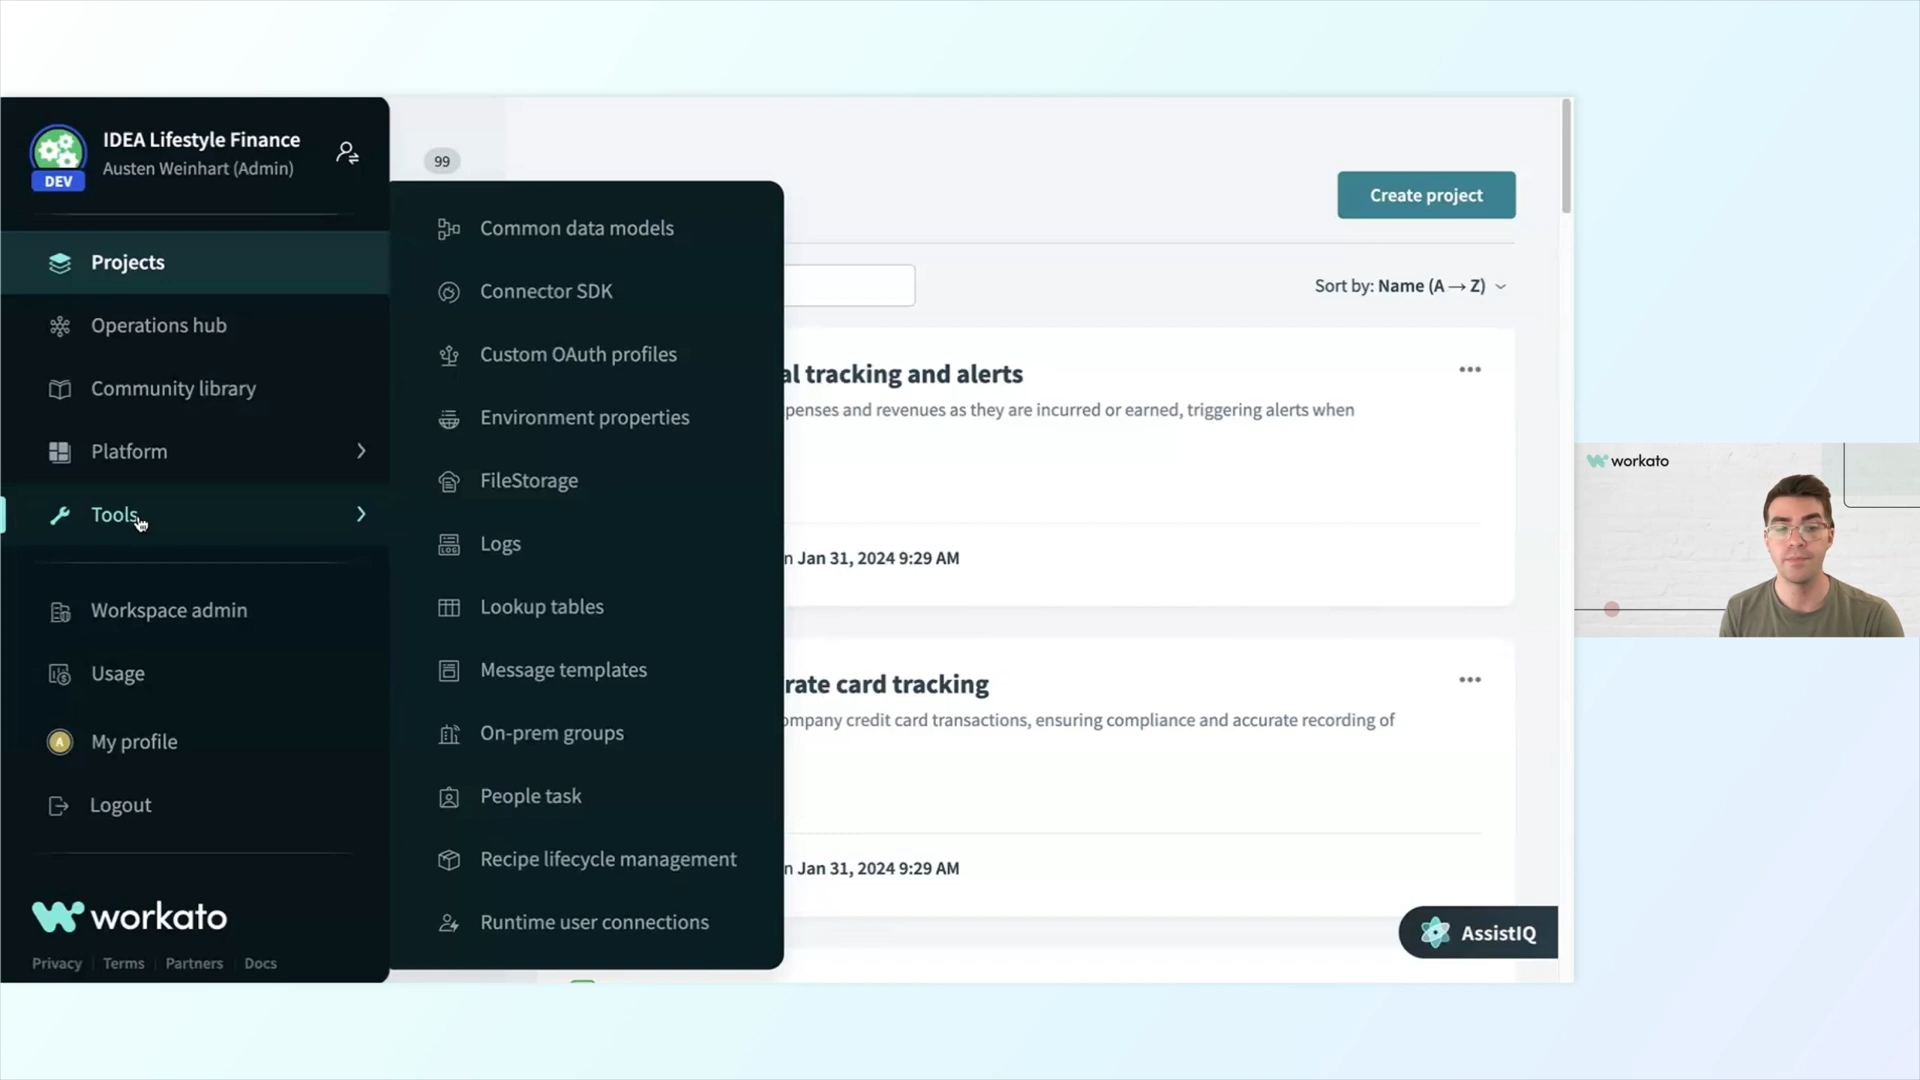 IDEA Lifestyle Finance
Austen Weinhart (Admin)
DEV
Projects
Operations hub
Community library
Platform
Tools
Workspace admin
Usage
A
My profile
Logout
workato
Privacy
Terms
Partners
Docs
99
Common data models
Connector SDK
Custom OAuth profiles
Environment properties
FileStorage
LOG
Logs
Lookup tables
Message templates
On-prem groups
People task
Recipe lifecycle management
Runtime user connections
Create project
Sort by: Name (A → Z)
al tracking and alerts
penses and revenues as they are incurred or earned, triggering alerts when
n Jan 31, 2024 9:29 AM
rate card tracking
ompany credit card transactions, ensuring compliance and accurate recording of
n Jan 31, 2024 9:29 AM
AssistIQ
workato